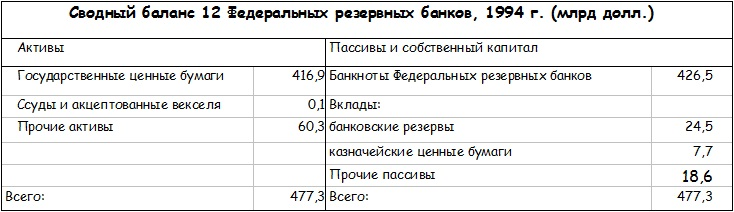 Сводный баланс 12 Федеральных резервных банков, 1994 г. (млрд долл.)
Активы Пассивы и собственный капитал
Государственные ценные бумаги 416,9 Банкноты Федеральных резервных банков 426,5
Ссуды и акцептованные векселя 0,1 Вклады:
Прочие активы 60,3 банковские резервы 24,5
казначейские ценные бумаги 7,7
Прочие пассивы 18,6
Всего: 477,3 Всего: 477,3